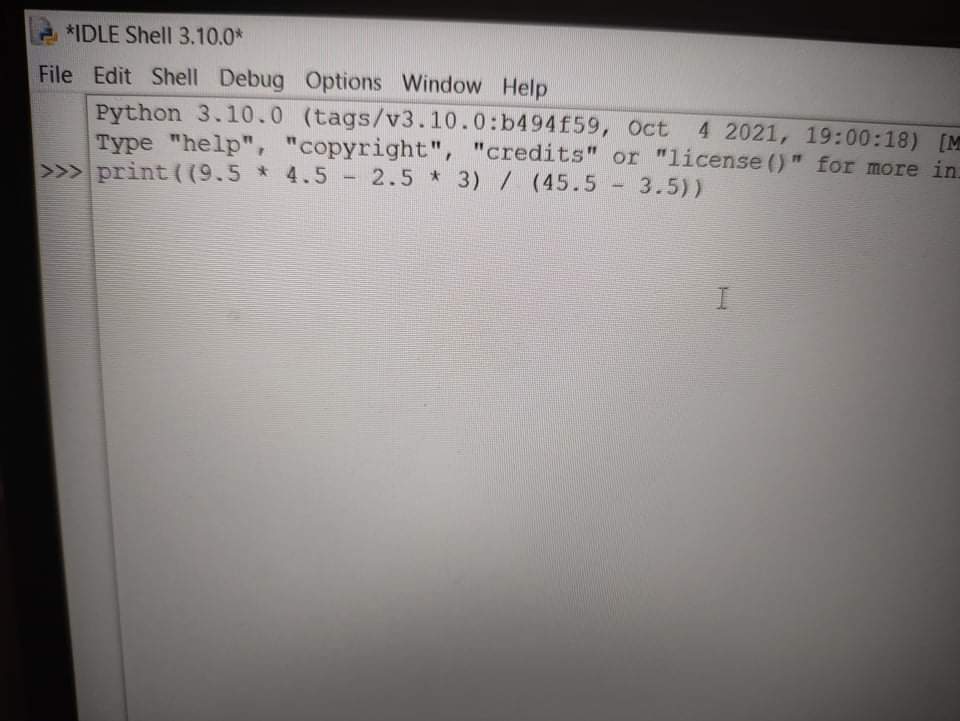 *IDLE Shell 3.10.0*
File Edit Shell Debug Options Window Help
Python 3.10.0 (tags/v3.10.0:b494f59, Oct  4 2021, 19:00:18) [M
Type "help", "copyright", "credits" or "license()" for more in
>>> print((9.5 * 4.5 - 2.5 * 3) / (45.5 - 3.5))